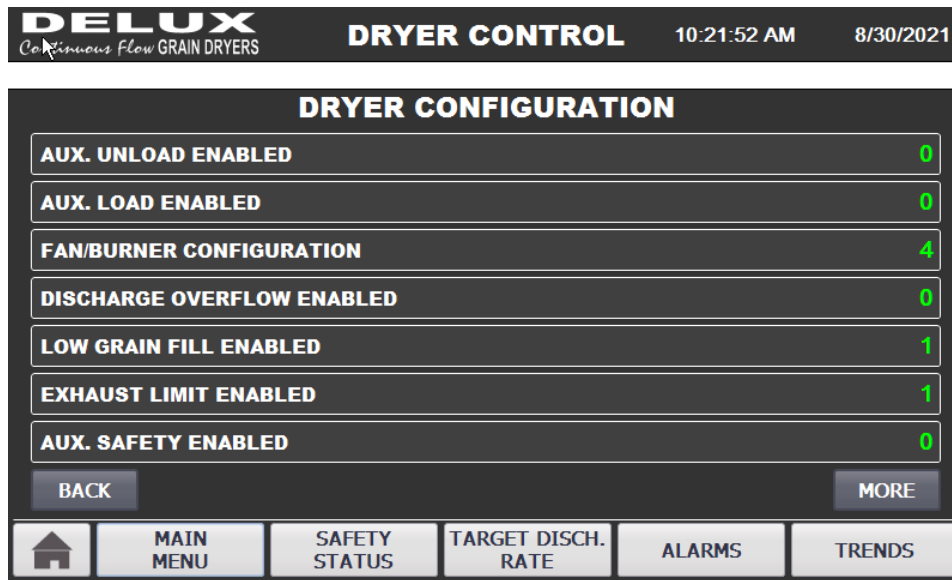 DELUX
Continuous Flow GRAIN DRYERS
DRYER CONTROL
10:21:52 AM
8/30/2021
DRYER CONFIGURATION
AUX. UNLOAD ENABLED 0
AUX. LOAD ENABLED 0
FAN/BURNER CONFIGURATION 4
DISCHARGE OVERFLOW ENABLED 0
LOW GRAIN FILL ENABLED 1
EXHAUST LIMIT ENABLED 1
AUX. SAFETY ENABLED 0
BACK
MORE
MAIN
MENU
SAFETY
STATUS
TARGET DISCH.
RATE
ALARMS
TRENDS